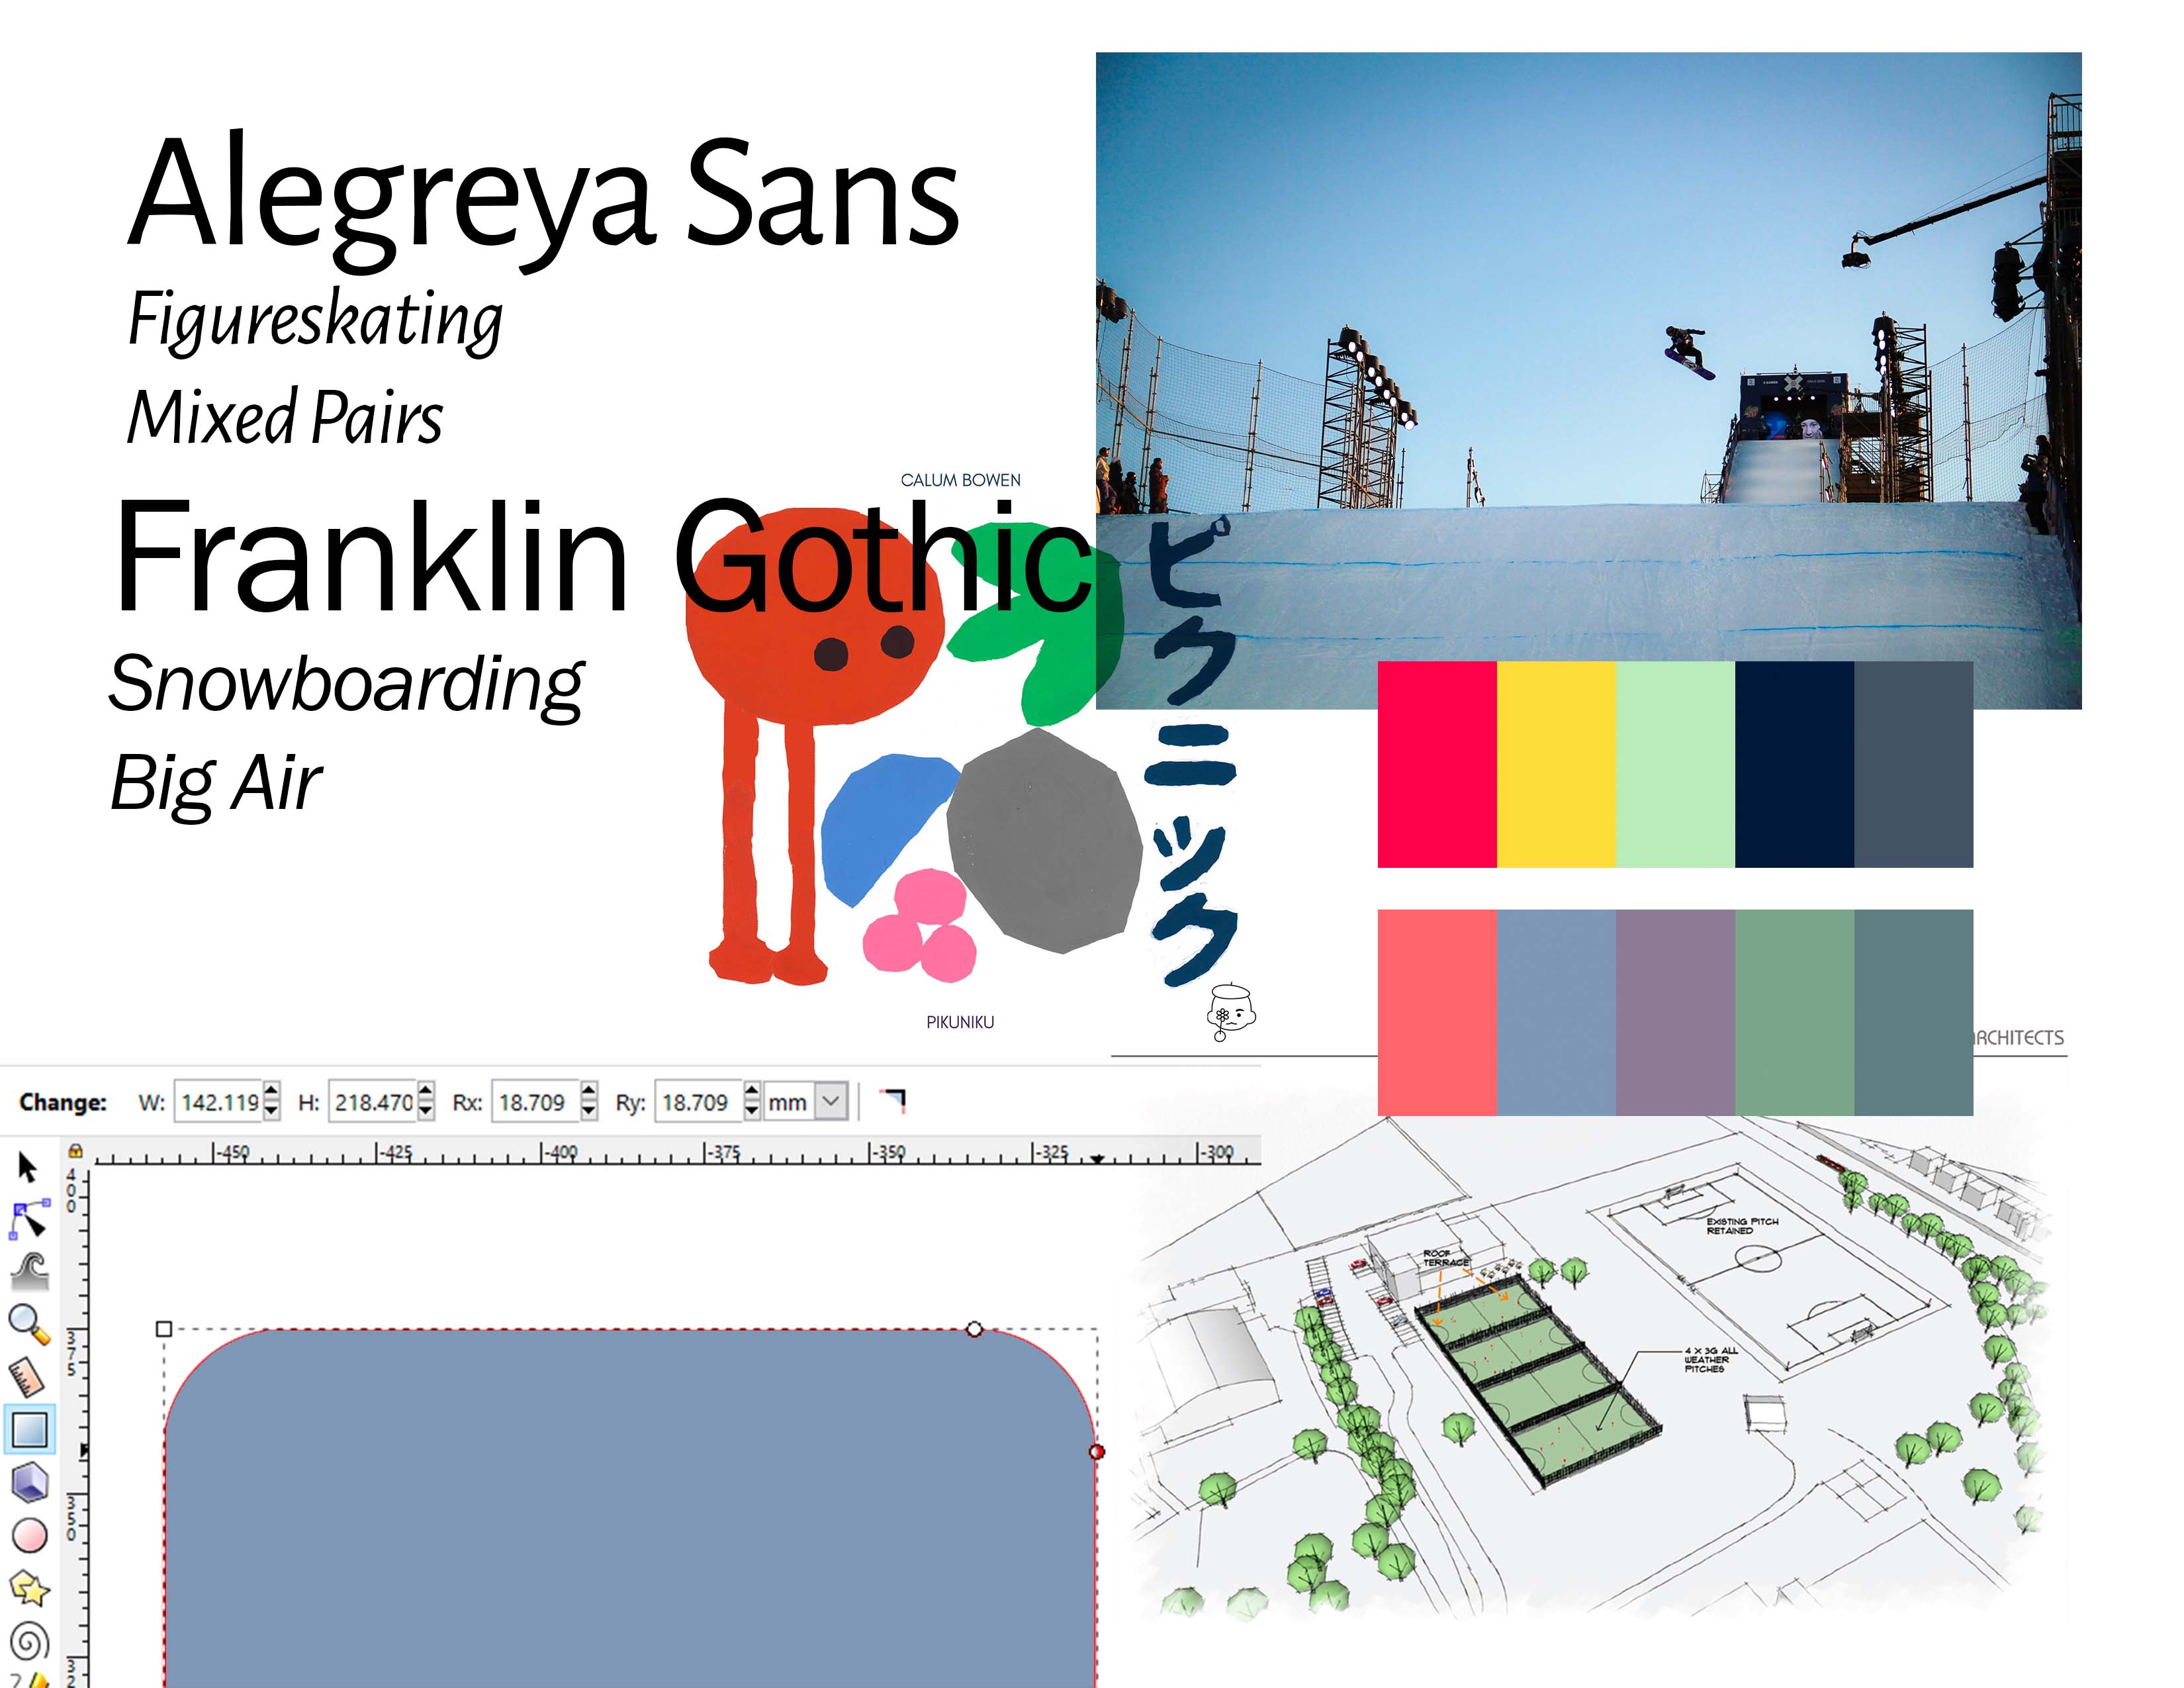 Alegreya Sans
Figureskating
Mixed Pairs
CALUM BOWEN
Franklin Gothic
Snowboarding
Big Air
ピクニック
PIKUNIKU
ARCHITECTS
Change: W: 142.119 H: 218.470 Rx: 18.709 Ry: 18.709 mm
-450 -425 -400 -375 -350 -325 -300
400
375
350
32
EXISTING PITCH
RETAINED
ROOF
TERRACE
4 X 3G ALL
WEATHER
PITCHES